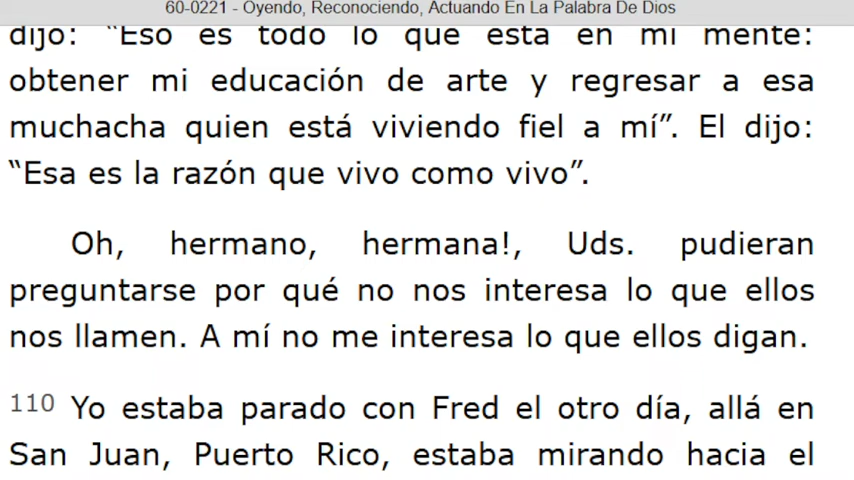 60-0221 - Oyendo, Reconociendo, Actuando En La Palabra De Dios
dijo: “Eso es todo lo que está en mi mente:
obtener mi educación de arte y regresar a esa
muchacha quien está viviendo fiel a mí”. El dijo:
“Esa es la razón que vivo como vivo”.
Oh, hermano, hermana!, Uds. pudieran
preguntarse por qué no nos interesa lo que ellos
nos llamen. A mí no me interesa lo que ellos digan.
110 Yo estaba parado con Fred el otro día, allá en
San Juan, Puerto Rico, estaba mirando hacia el